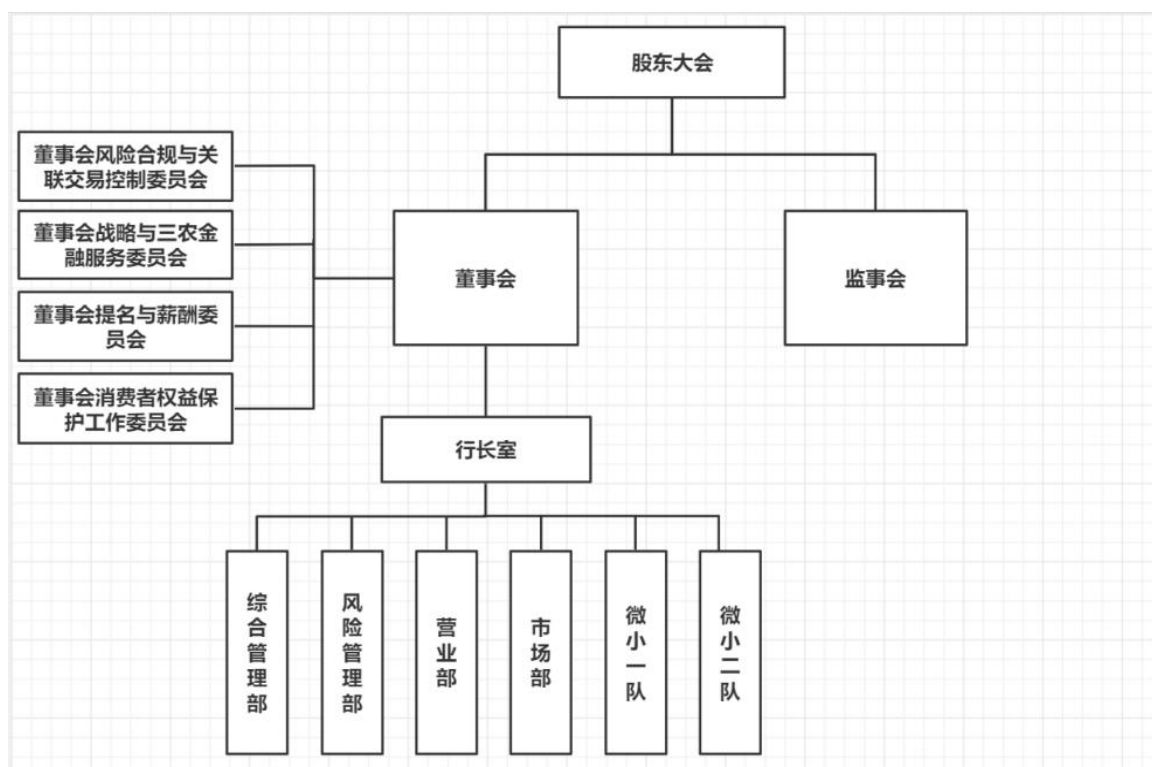 股东大会
董事会风险合规与关
联交易控制委员会
董事会战略与三农金
融服务委员会
董事会提名与薪酬委
员会
董事会消费者权益保
护工作委员会
董事会
监事会
行长室
综合管理部
风险管理部
营业部
市场部
微小一队
微小二队